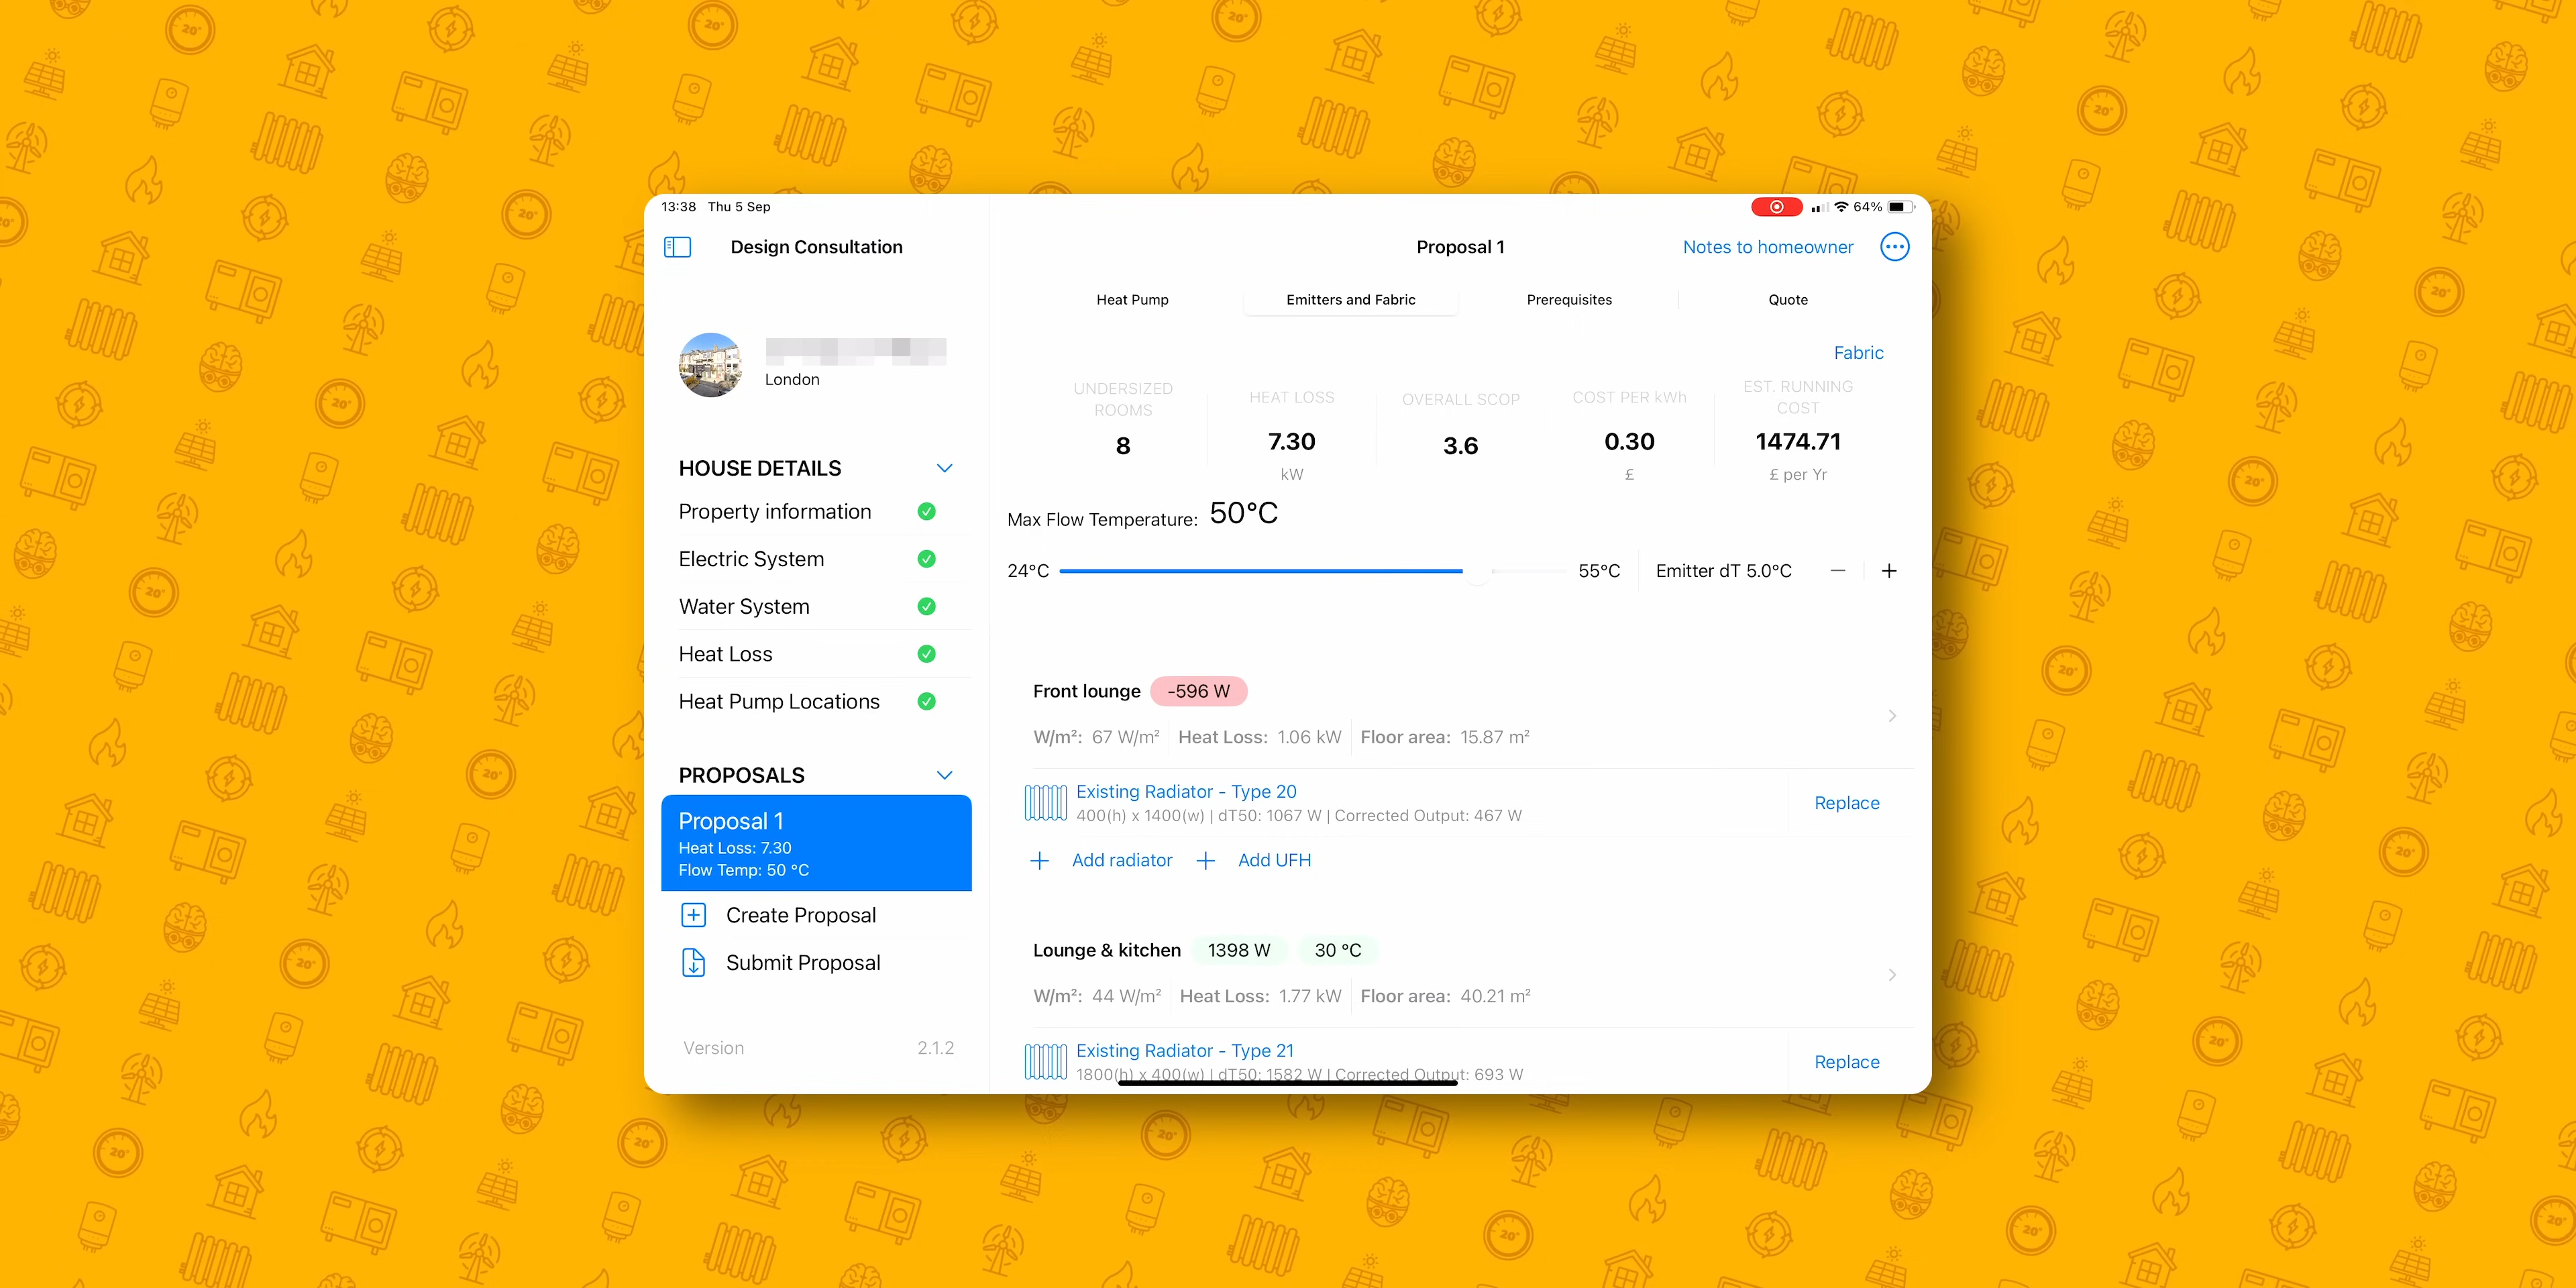 13:38 Thu 5 Sep
64%
Design Consultation
Proposal 1
Notes to homeowner
Heat Pump
Emitters and Fabric
Prerequisites
Quote
London
Fabric
UNDERSIZED
ROOMS
8
HEAT LOSS
7.30
kW
OVERALL SCOP
3.6
COST PER kWh
0.30
£
EST. RUNNING
COST
1474.71
£ per Yr
HOUSE DETAILS
Property information
Electric System
Water System
Heat Loss
Heat Pump Locations
PROPOSALS
Proposal 1
Heat Loss: 7.30
Flow Temp: 50 °C
Create Proposal
Submit Proposal
Version 2.1.2
Max Flow Temperature: 50°C
24°C
55°C
Emitter dT 5.0°C
Front lounge -596 W
W/m²: 67 W/m² Heat Loss: 1.06 kW Floor area: 15.87 m²
Existing Radiator - Type 20
400(h) x 1400(w) | dT50: 1067 W | Corrected Output: 467 W
Replace
Add radiator
Add UFH
Lounge & kitchen 1398 W 30 °C
W/m²: 44 W/m² Heat Loss: 1.77 kW Floor area: 40.21 m²
Existing Radiator - Type 21
1800(h) x 400(w) | dT50: 1582 W | Corrected Output: 693 W
Replace